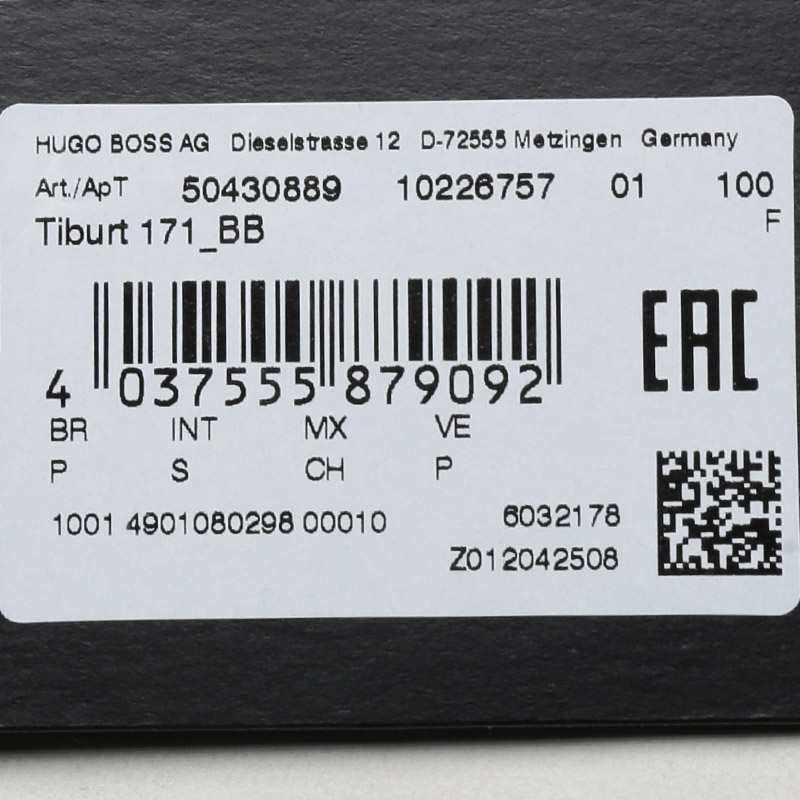 HUGO BOSS AG Dieselstrasse 12 D-72555 Metzingen Germany
Art./ApT 50430889 10226757 01 100
F
Tiburt 171_BB
EAC
4 037555 879092
BR INT MX VE
P S CH P
1001 4901080298 00010
6032178
Z012042508